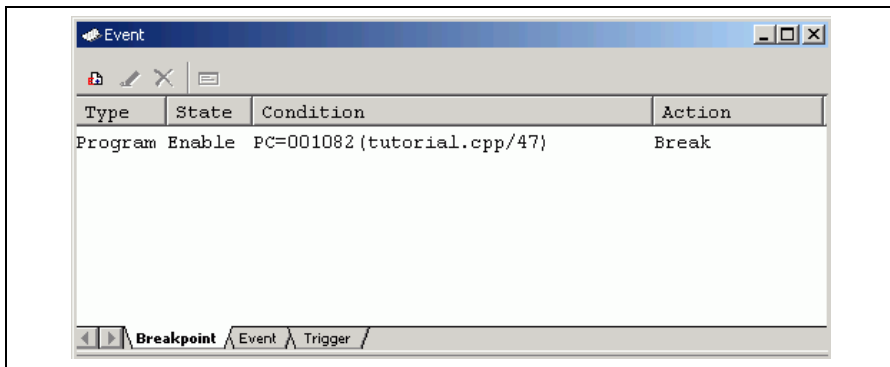 Event
Type State Condition Action
Program Enable PC=001082(tutorial.cpp/47) Break
Breakpoint Event Trigger